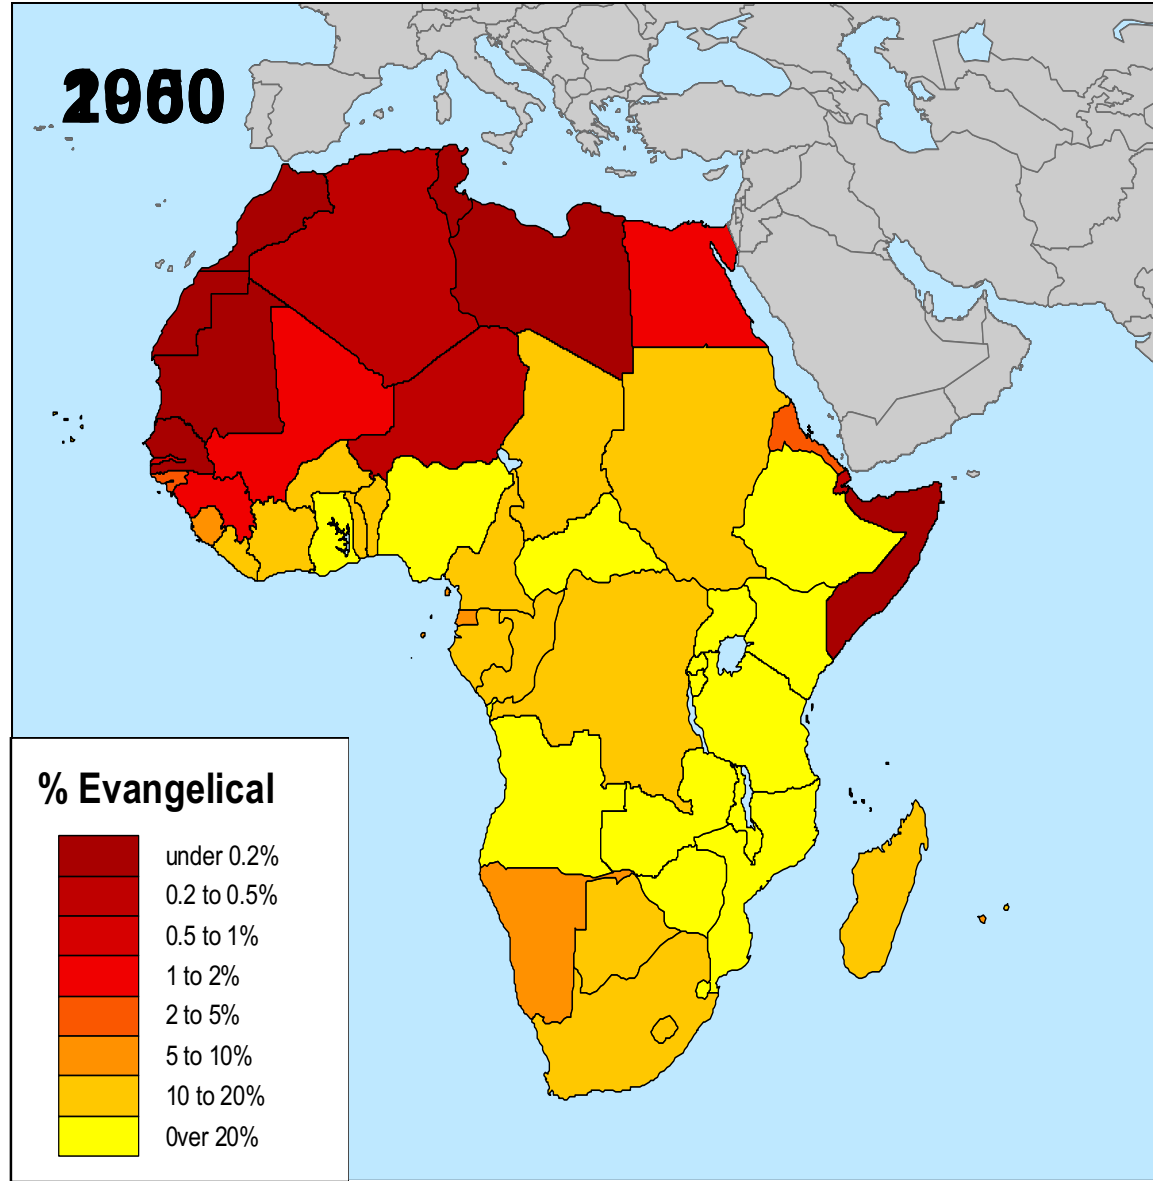 % Evangelical
under 0.2%
0.2 to 0.5%
0.5 to 1%
1 to 2%
2 to 5%
5 to 10%
10 to 20%
0ver 20%